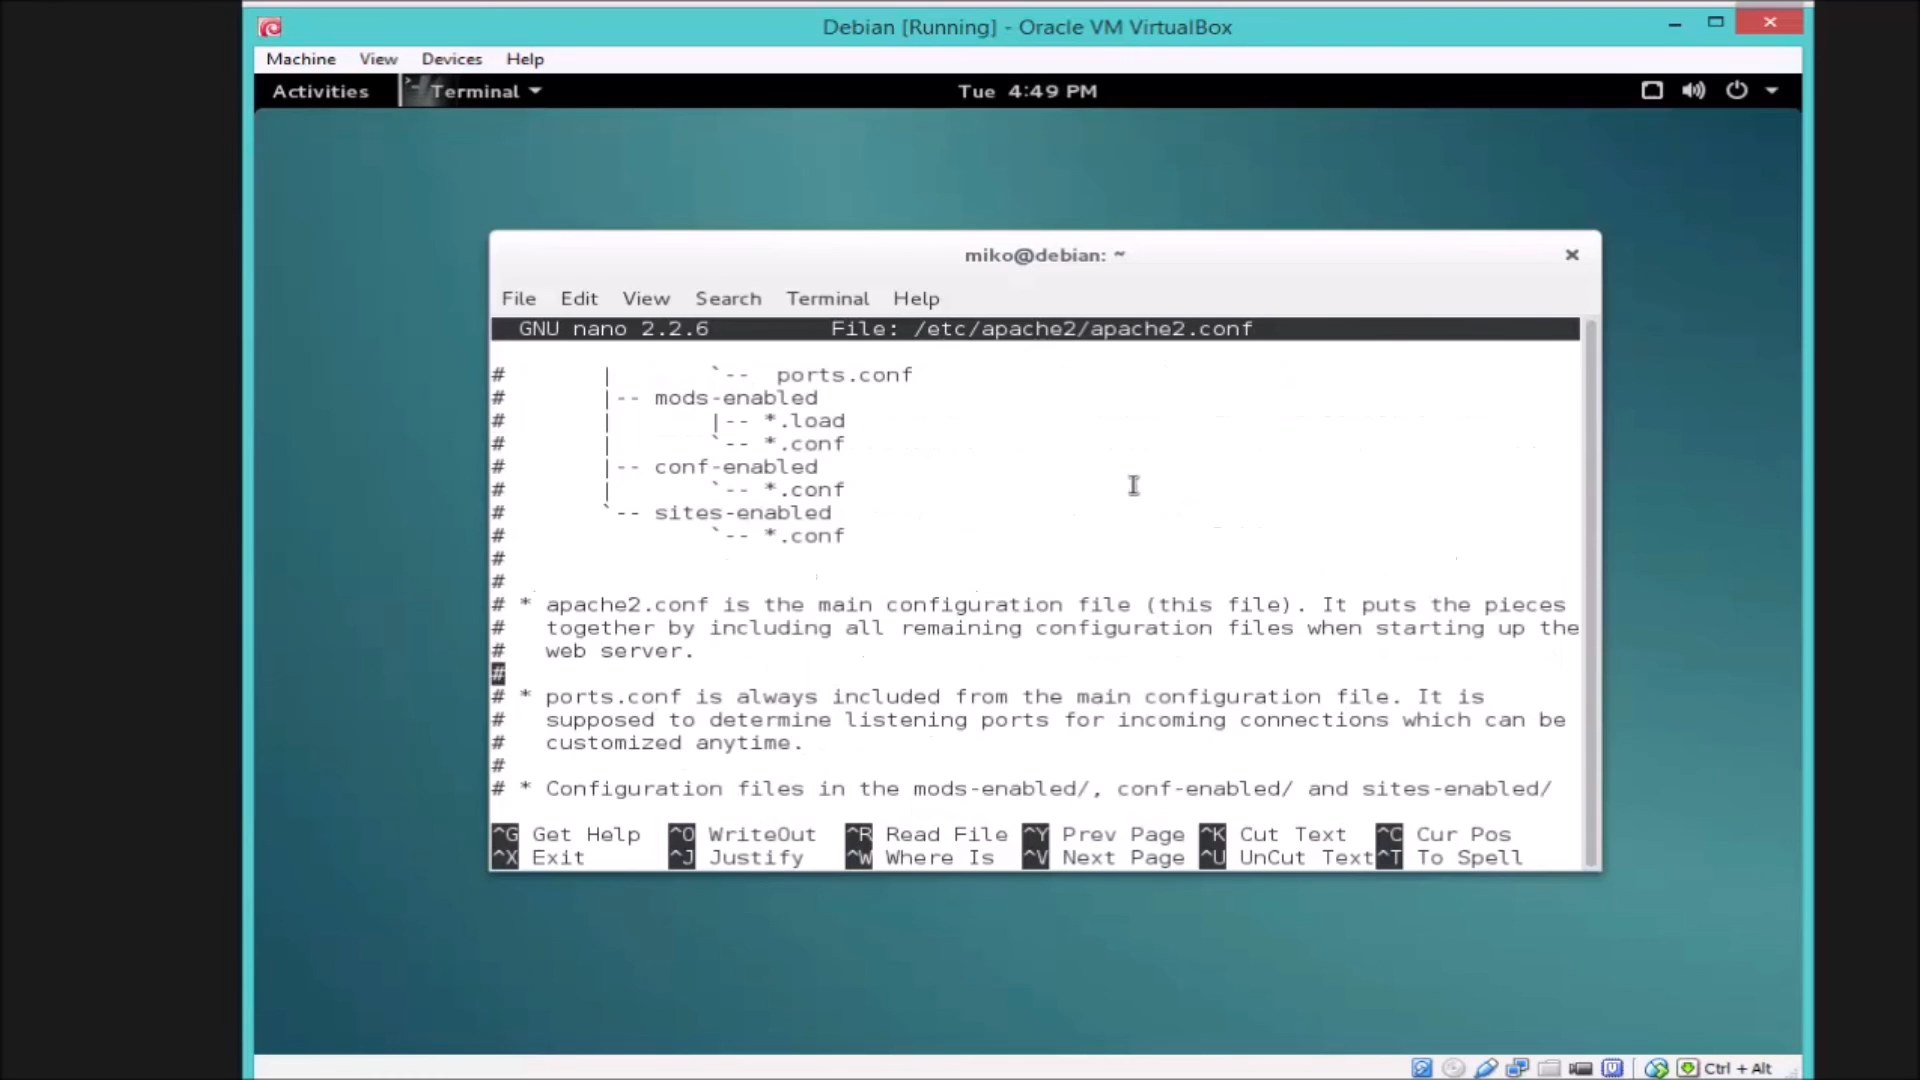 Debian [Running] - Oracle VM VirtualBox
Machine View Devices Help
Activities Terminal Tue 4:49 PM
miko@debian: ~
File Edit View Search Terminal Help
GNU nano 2.2.6 File: /etc/apache2/apache2.conf
# | `-- ports.conf
# |-- mods-enabled
# | |-- *.load
# | `-- *.conf
# |-- conf-enabled
# | `-- *.conf
# `-- sites-enabled
# `-- *.conf
#
#
# * apache2.conf is the main configuration file (this file). It puts the pieces
# together by including all remaining configuration files when starting up the
# web server.
#
# * ports.conf is always included from the main configuration file. It is
# supposed to determine listening ports for incoming connections which can be
# customized anytime.
#
# * Configuration files in the mods-enabled/, conf-enabled/ and sites-enabled/
^G Get Help ^O WriteOut ^R Read File ^Y Prev Page ^K Cut Text ^C Cur Pos
^X Exit ^J Justify ^W Where Is ^V Next Page ^U UnCut Text ^T To Spell
Ctrl + Alt